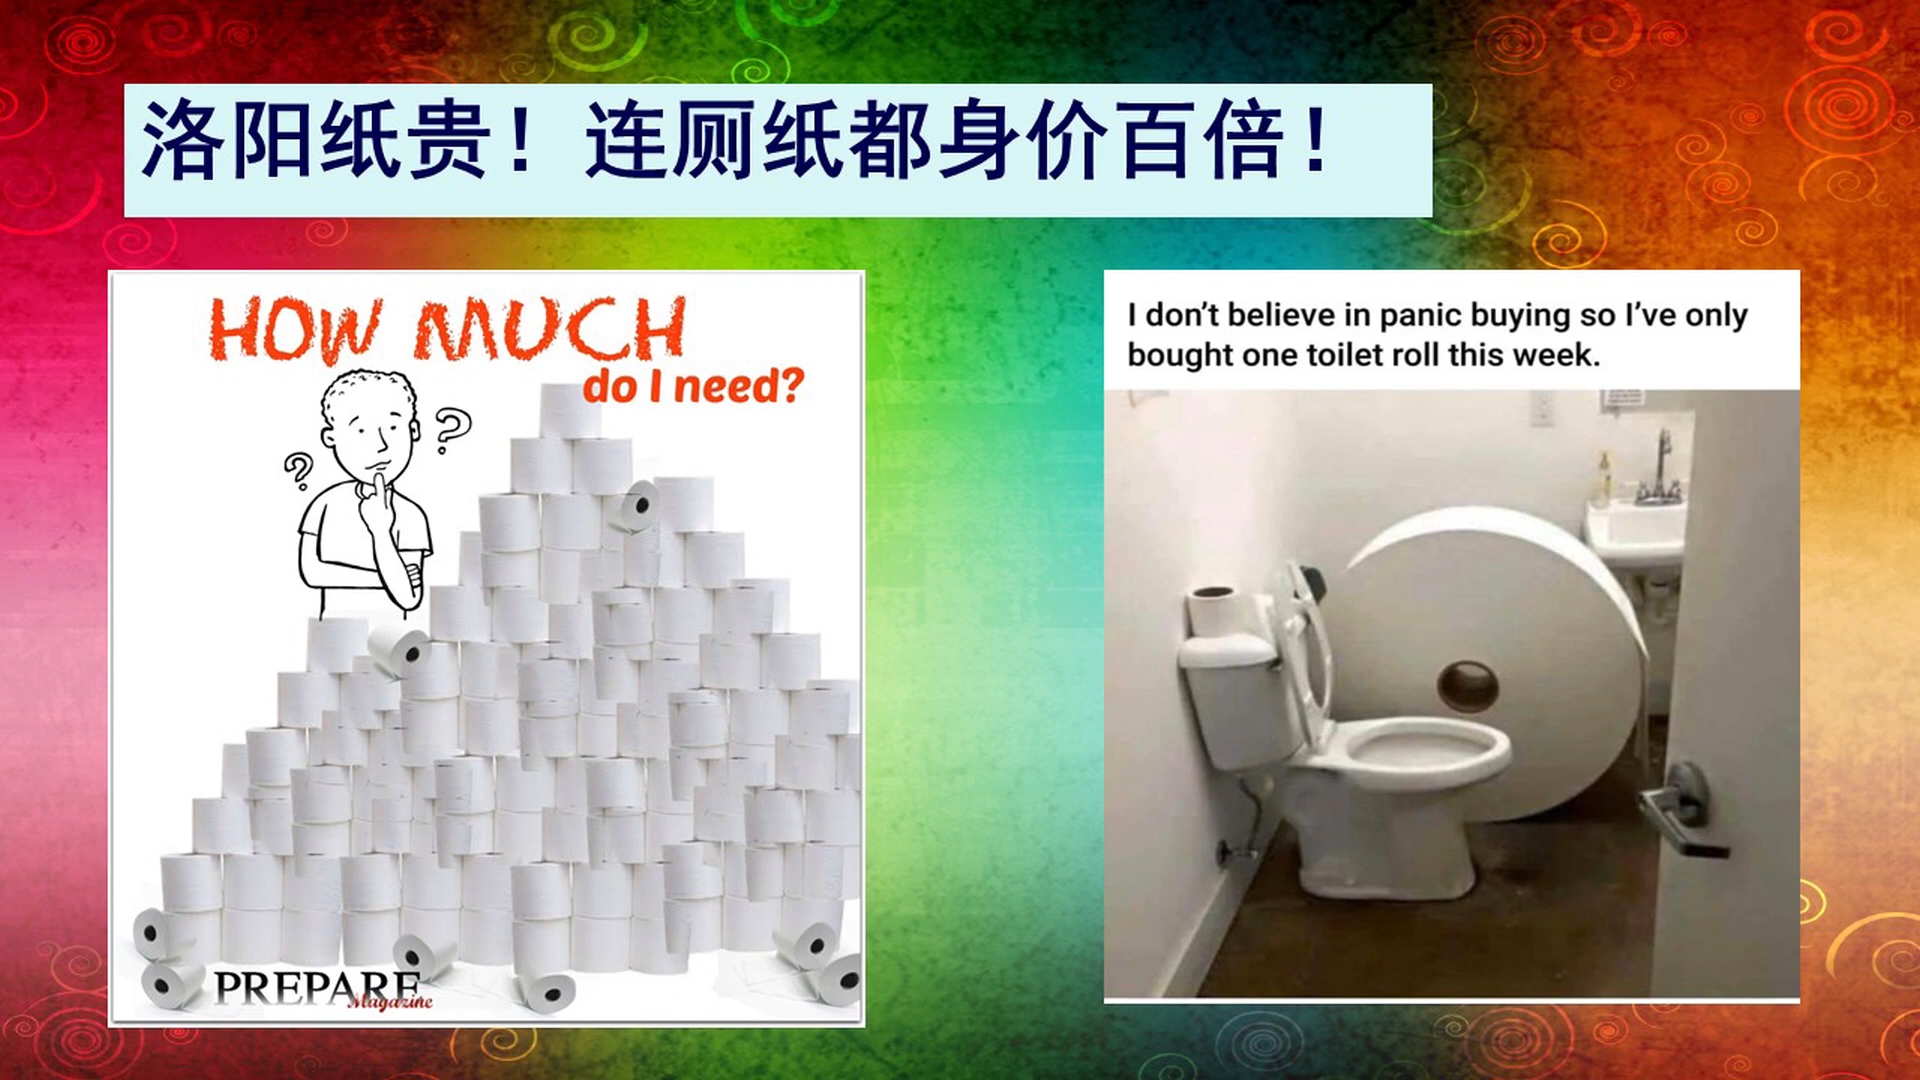 洛阳纸贵！连厕纸都身价百倍！
HOW MUCH
do I need?
?
?
PREPARE
Magazine
I don’t believe in panic buying so I’ve only
bought one toilet roll this week.